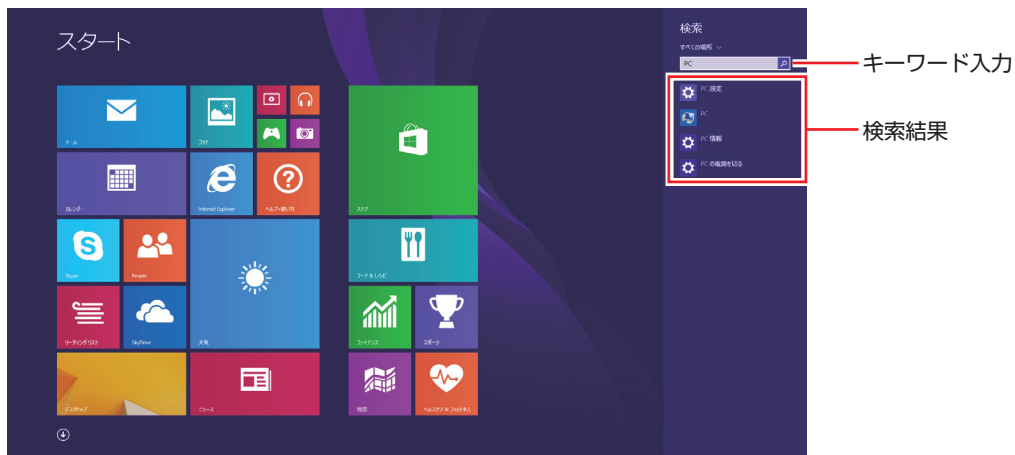 スタート
検索
すべての場所
PC
キーワード入力
PC 設定
PC
PC 情報
PC の電源を切る
検索結果
メール
フォト
カレンダー
Internet Explorer
ヘルプ+使い方
ストア
Skype
People
フード & レシピ
リーディング リスト
SkyDrive
天気
ファイナンス
スポーツ
デスクトップ
ニュース
地図
ヘルスケア & フィットネス